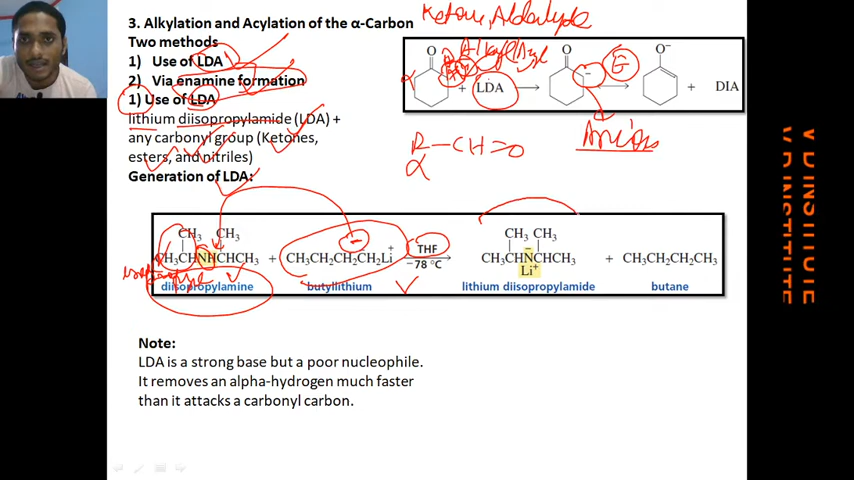 3. Alkylation and Acylation of the α-Carbon
Two methods
1) Use of LDA
2) Via enamine formation
1) Use of LDA
lithium diisopropylamide (LDA) +
any carbonyl group (Ketones,
esters, and nitriles)
Generation of LDA:
Ketone, Aldehyde
O O O⁻
α + LDA → − E → + DIA
R—CH=O
α
Anion
CH₃ CH₃ CH₃ CH₃
CH₃CHNHCHCH₃ + CH₃CH₂CH₂CH₂Li⁺ THF −78 °C CH₃CHNCHCH₃ + CH₃CH₂CH₂CH₃
Li⁺
diisopropylamine butyllithium lithium diisopropylamide butane
Note:
LDA is a strong base but a poor nucleophile.
It removes an alpha-hydrogen much faster
than it attacks a carbonyl carbon.
V D INSTITUTE
V D INSTITUTE